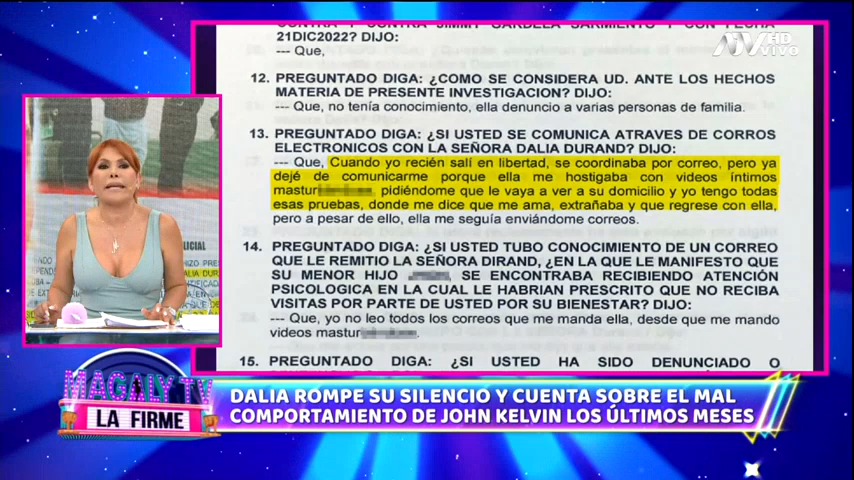 CONTRA Y CONTRA JIMMY GARDELA SARMIENTO Y CON FECHA
21DIC2022? DIJO:
--- Que,
12. PREGUNTADO DIGA: ¿COMO SE CONSIDERA UD. ANTE LOS HECHOS
MATERIA DE PRESENTE INVESTIGACION? DIJO:
--- Que, no tenía conocimiento, ella denuncio a varias personas de familia.
13. PREGUNTADO DIGA: ¿SI USTED SE COMUNICA ATRAVES DE CORROS
ELECTRONICOS CON LA SEÑORA DALIA DURAND? DIJO:
--- Que, Cuando yo recién salí en libertad, se coordinaba por correo, pero ya
dejé de comunicarme porque ella me hostigaba con videos íntimos
mastur , pidiéndome que le vaya a ver a su domicilio y yo tengo todas
esas pruebas, donde me dice que me ama, extrañaba y que regrese con ella,
pero a pesar de ello, ella me seguía enviándome correos.
14. PREGUNTADO DIGA: ¿SI USTED TUBO CONOCIMIENTO DE UN CORREO
QUE LE REMITIO LA SEÑORA DIRAND, ¿EN LA QUE LE MANIFESTO QUE
SU MENOR HIJO , SE ENCONTRABA RECIBIENDO ATENCIÓN
PSICOLOGICA EN LA CUAL LE HABRIAN PRESCRITO QUE NO RECIBA
VISITAS POR PARTE DE USTED POR SU BIENESTAR? DIJO:
--- Que, yo no leo todos los correos que me manda ella, desde que me mando
videos mastur .
15. PREGUNTADO DIGA: ¿SI USTED HA SIDO DENUNCIADO O
ATV HD
VIVO
MAGALY TV
LA FIRME
DALIA ROMPE SU SILENCIO Y CUENTA SOBRE EL MAL
COMPORTAMIENTO DE JOHN KELVIN LOS ÚLTIMOS MESES